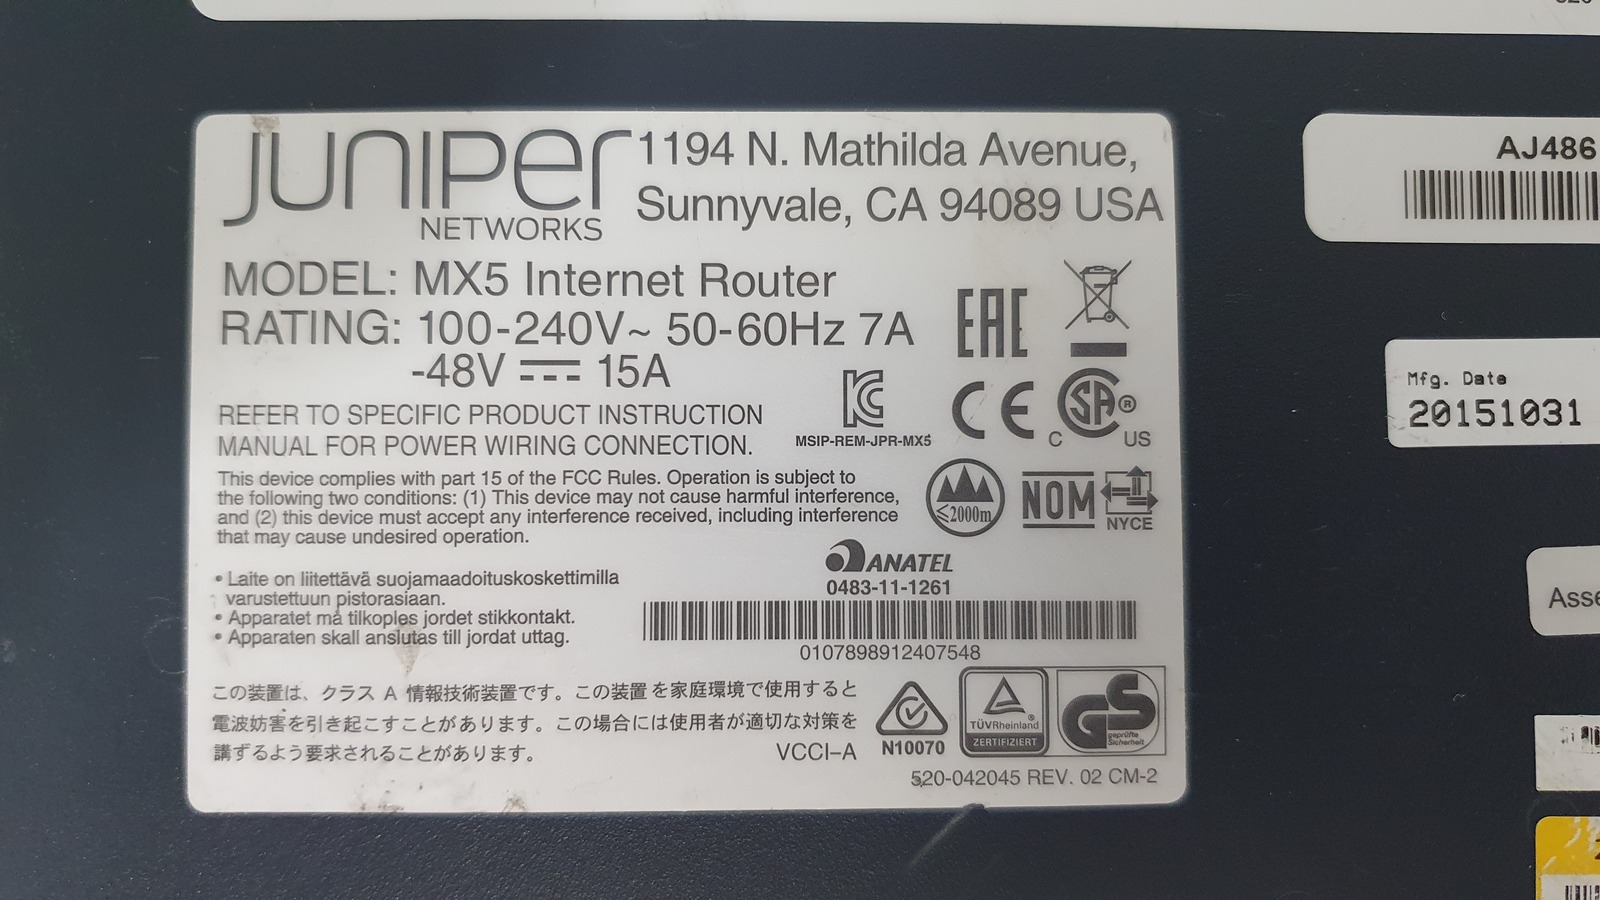 JUNIPer
NETWORKS
1194 N. Mathilda Avenue,
Sunnyvale, CA 94089 USA
MODEL: MX5 Internet Router
RATING: 100-240V~ 50-60Hz 7A
-48V ⎓ 15A
REFER TO SPECIFIC PRODUCT INSTRUCTION
MANUAL FOR POWER WIRING CONNECTION.
EAC
MSIP-REM-JPR-MX5
CE
C SA® US
This device complies with part 15 of the FCC Rules. Operation is subject to
the following two conditions: (1) This device may not cause harmful interference,
and (2) this device must accept any interference received, including interference
that may cause undesired operation.
≤2000m
NOM
NYCE
ANATEL
0483-11-1261
• Laite on liitettävä suojamaadoituskoskettimilla
varustettuun pistorasiaan.
• Apparatet må tilkoples jordet stikkontakt.
• Apparaten skall anslutas till jordat uttag.
0107898912407548
この装置は、クラス A 情報技術装置です。この装置を家庭環境で使用すると
電波妨害を引き起こすことがあります。この場合には使用者が適切な対策を
講ずるよう要求されることがあります。
VCCI-A
N10070
TÜVRheinland®
ZERTIFIZIERT
GS
geprüfte
Sicherheit
520-042045 REV. 02 CM-2
AJ486
Mfg. Date
20151031